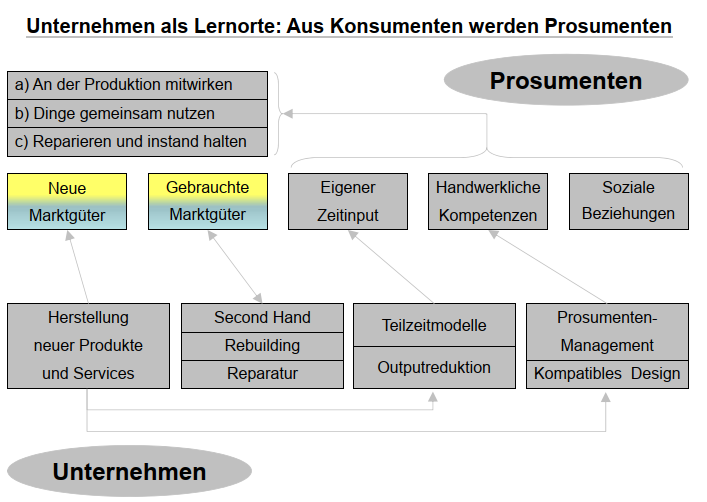 Unternehmen als Lernorte: Aus Konsumenten werden Prosumenten
Prosumenten
a) An der Produktion mitwirken
b) Dinge gemeinsam nutzen
c) Reparieren und instand halten
Neue
Marktgüter
Gebrauchte
Marktgüter
Eigener
Zeitinput
Handwerkliche
Kompetenzen
Soziale
Beziehungen
Herstellung
neuer Produkte
und Services
Second Hand
Rebuilding
Reparatur
Teilzeitmodelle
Outputreduktion
Prosumenten-
Management
Kompatibles Design
Unternehmen